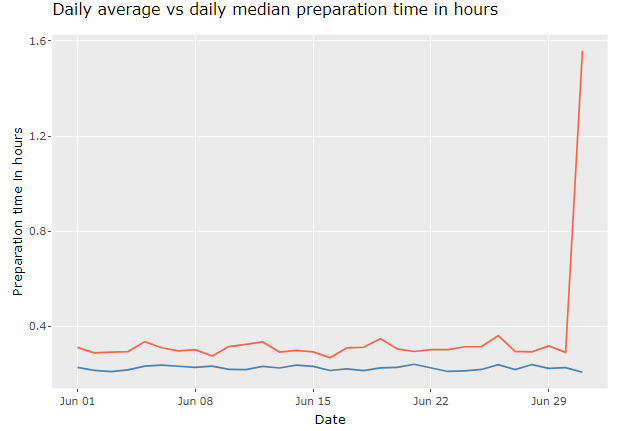 Daily average vs daily median preparation time in hours
1.6
1.2
0.8
0.4
Preparation time in hours
Jun 01 Jun 08 Jun 15 Jun 22 Jun 29
Date